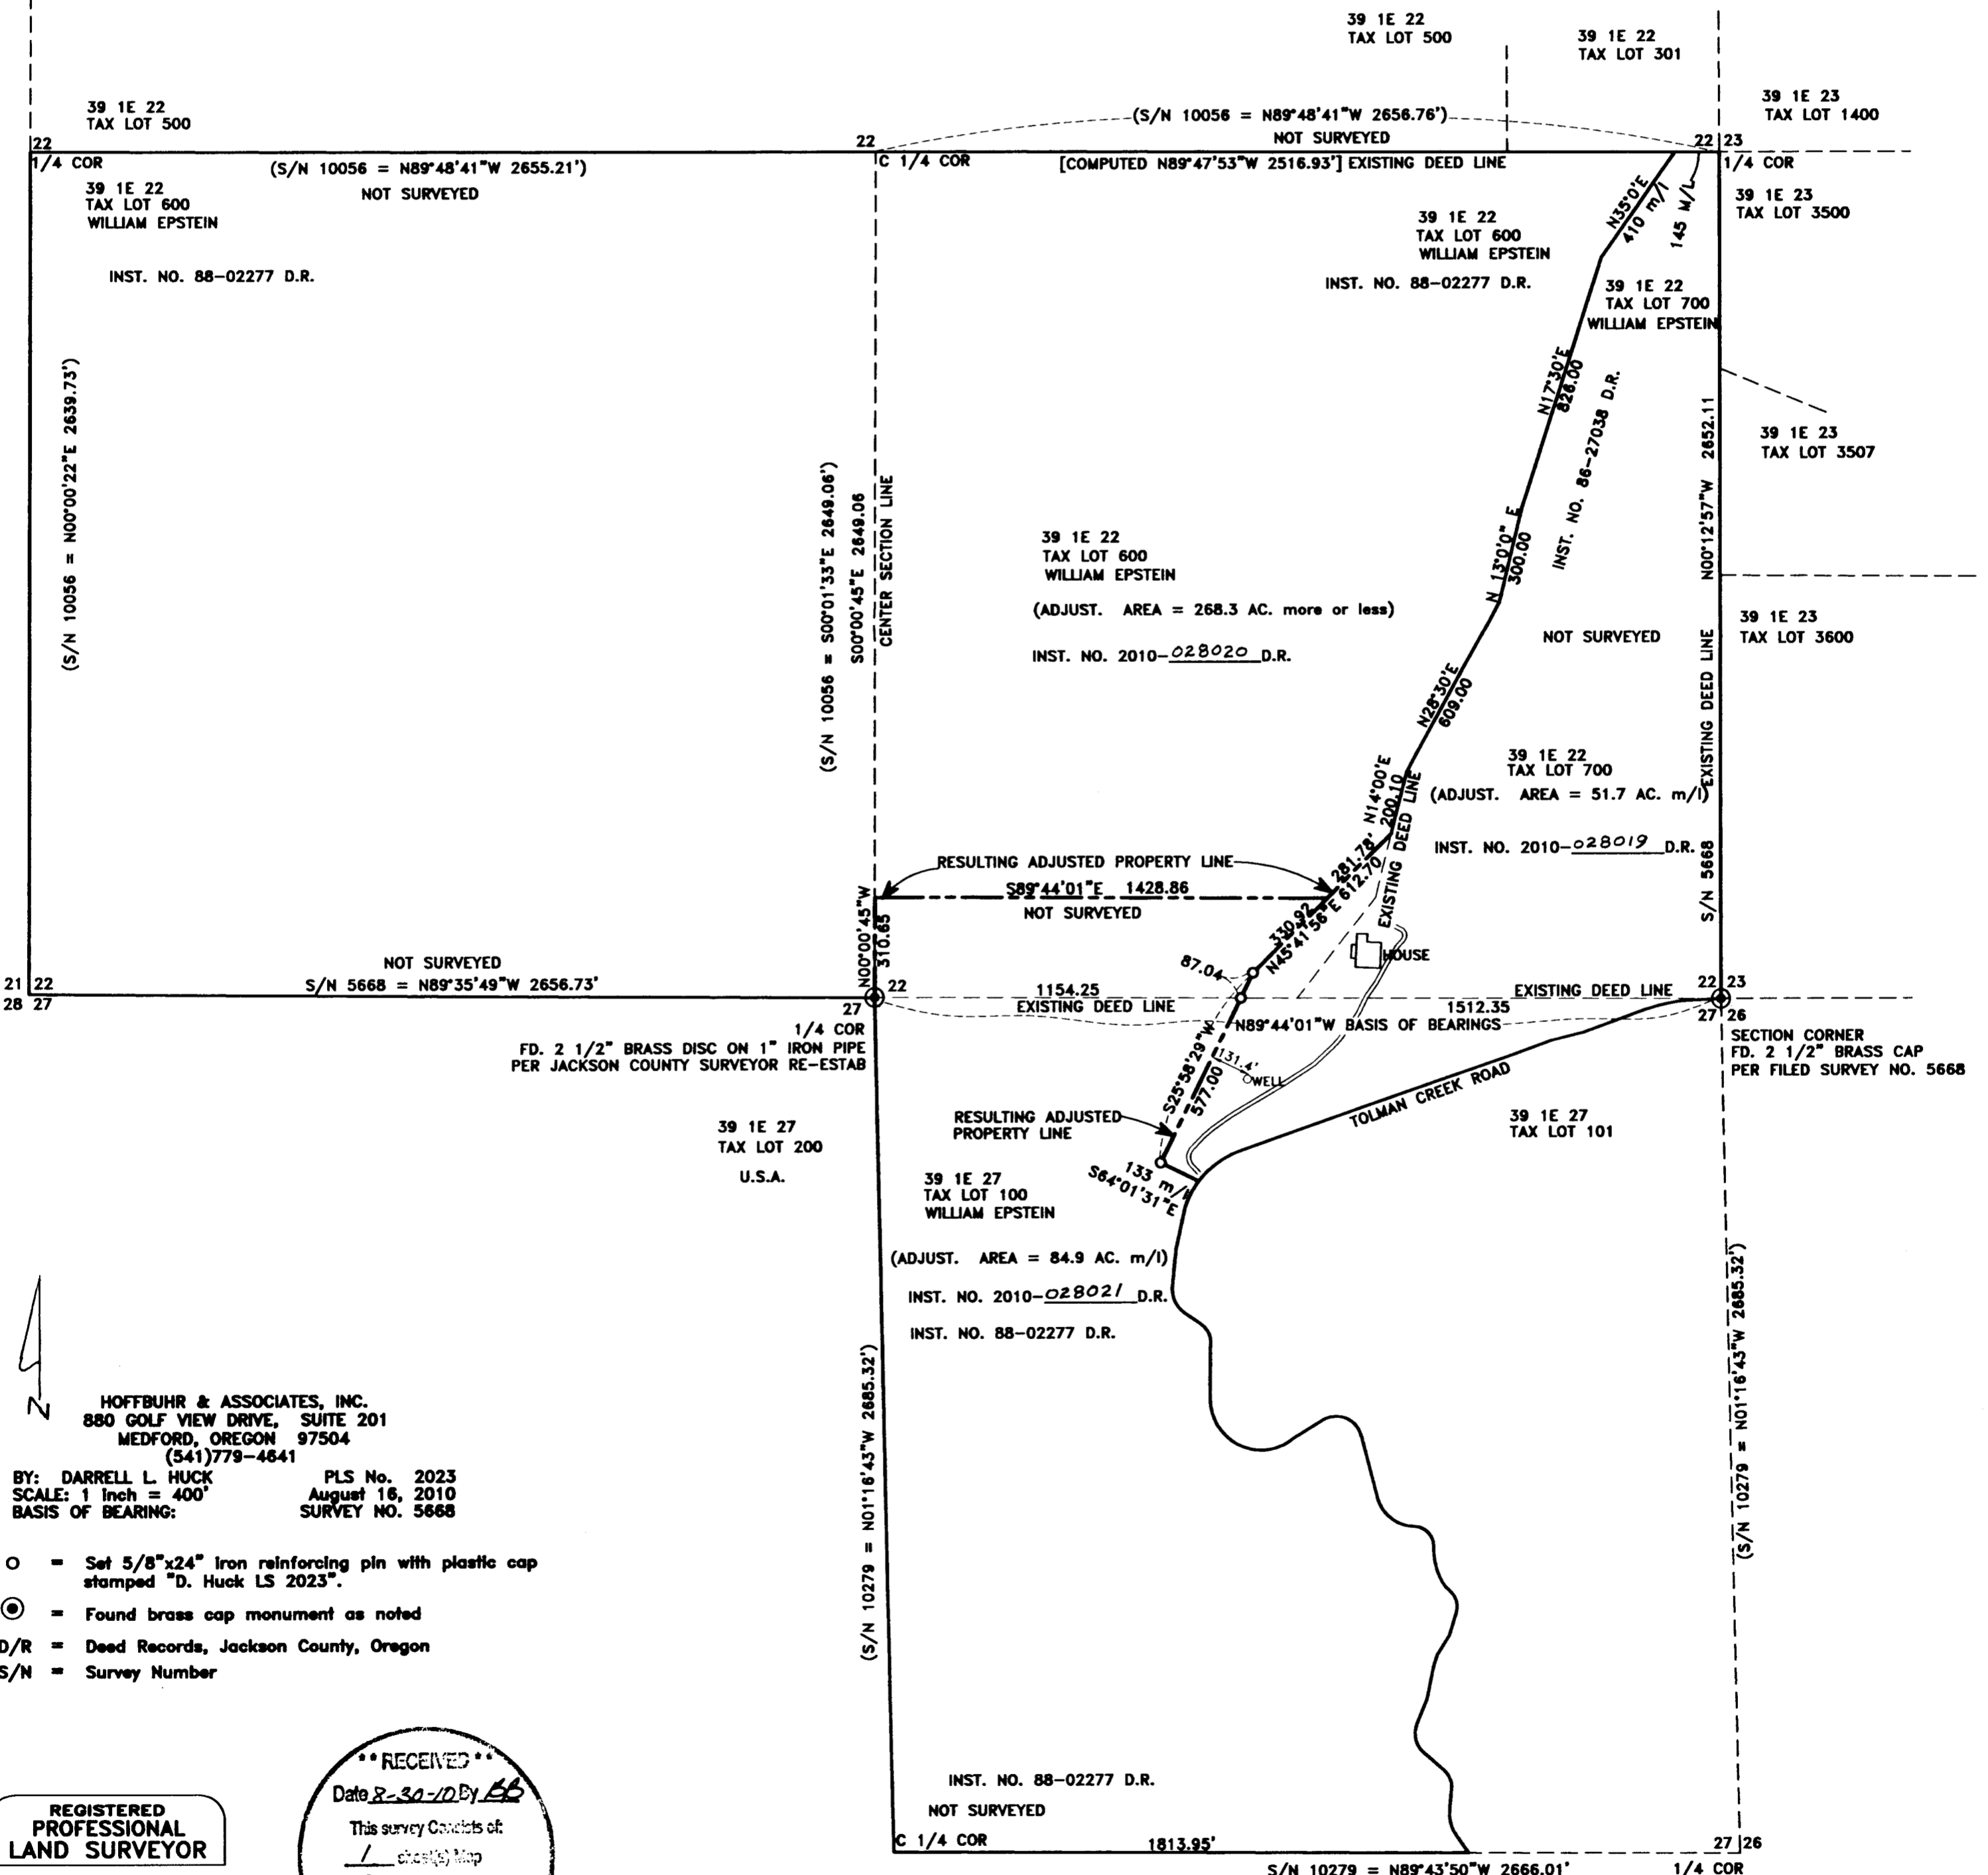 39 1E 22
TAX LOT 500
39 1E 22
TAX LOT 301
39 1E 23
TAX LOT 1400
39 1E 22
TAX LOT 500
(S/N 10056 = N89°48'41"W 2656.76')
NOT SURVEYED
22
22
22 23
1/4 COR
(S/N 10056 = N89°48'41"W 2655.21')
NOT SURVEYED
C 1/4 COR
[COMPUTED N89°47'53"W 2516.93'] EXISTING DEED LINE
1/4 COR
39 1E 22
TAX LOT 600
WILLIAM EPSTEIN
INST. NO. 88-02277 D.R.
39 1E 22
TAX LOT 600
WILLIAM EPSTEIN
INST. NO. 88-02277 D.R.
N35°0'E
410 m/l
145 M/L
39 1E 23
TAX LOT 3500
39 1E 22
TAX LOT 700
WILLIAM EPSTEIN
INST. NO. 86-27038 D.R.
N17°30'E
826.00
39 1E 23
TAX LOT 3507
(S/N 10056 = N00°00'22"E 2639.73')
(S/N 10056 = S00°01'33"E 2649.06')
S00°00'45"E 2649.06
CENTER SECTION LINE
39 1E 22
TAX LOT 600
WILLIAM EPSTEIN
(ADJUST. AREA = 268.3 AC. more or less)
INST. NO. 2010-028020 D.R.
N 13°0'0" E
300.00
NOT SURVEYED
N00°12'57"W 2652.11
EXISTING DEED LINE
S/N 5668
39 1E 23
TAX LOT 3600
N28°30'E
609.00
39 1E 22
TAX LOT 700
(ADJUST. AREA = 51.7 AC. m/l)
INST. NO. 2010-028019 D.R.
N14°00'E
200.10
EXISTING DEED LINE
RESULTING ADJUSTED PROPERTY LINE
S89°44'01"E 1428.86
NOT SURVEYED
281.78'
330.92
N45°41'56"E 612.70
87.04
HOUSE
N00°00'45"W
310.65
NOT SURVEYED
S/N 5668 = N89°35'49"W 2656.73'
21 22
28 27
22
27
1154.25
EXISTING DEED LINE
EXISTING DEED LINE
1512.35
22 23
27 26
N89°44'01"W BASIS OF BEARINGS
1/4 COR
FD. 2 1/2" BRASS DISC ON 1" IRON PIPE
PER JACKSON COUNTY SURVEYOR RE-ESTAB
SECTION CORNER
FD. 2 1/2" BRASS CAP
PER FILED SURVEY NO. 5668
S25°58'29"W
577.00
131.4'
WELL
TOLMAN CREEK ROAD
RESULTING ADJUSTED
PROPERTY LINE
133 m/l
S64°01'31"E
39 1E 27
TAX LOT 101
39 1E 27
TAX LOT 200
U.S.A.
39 1E 27
TAX LOT 100
WILLIAM EPSTEIN
(ADJUST. AREA = 84.9 AC. m/l)
INST. NO. 2010-028021 D.R.
INST. NO. 88-02277 D.R.
(S/N 10279 = N01°16'43"W 2685.32')
(S/N 10279 = N01°16'43"W 2685.32')
N
HOFFBUHR & ASSOCIATES, INC.
880 GOLF VIEW DRIVE, SUITE 201
MEDFORD, OREGON 97504
(541)779-4641
BY: DARRELL L. HUCK PLS No. 2023
SCALE: 1 inch = 400' August 16, 2010
BASIS OF BEARING: SURVEY NO. 5668
O = Set 5/8"x24" iron reinforcing pin with plastic cap
stamped "D. Huck LS 2023".
= Found brass cap monument as noted
D/R = Deed Records, Jackson County, Oregon
S/N = Survey Number
REGISTERED
PROFESSIONAL
LAND SURVEYOR
** RECEIVED **
Date 8-30-10 By BB
This survey Consists of:
1 sheet(s) Map
INST. NO. 88-02277 D.R.
NOT SURVEYED
C 1/4 COR
1813.95'
27 26
S/N 10279 = N89°43'50"W 2666.01'
1/4 COR